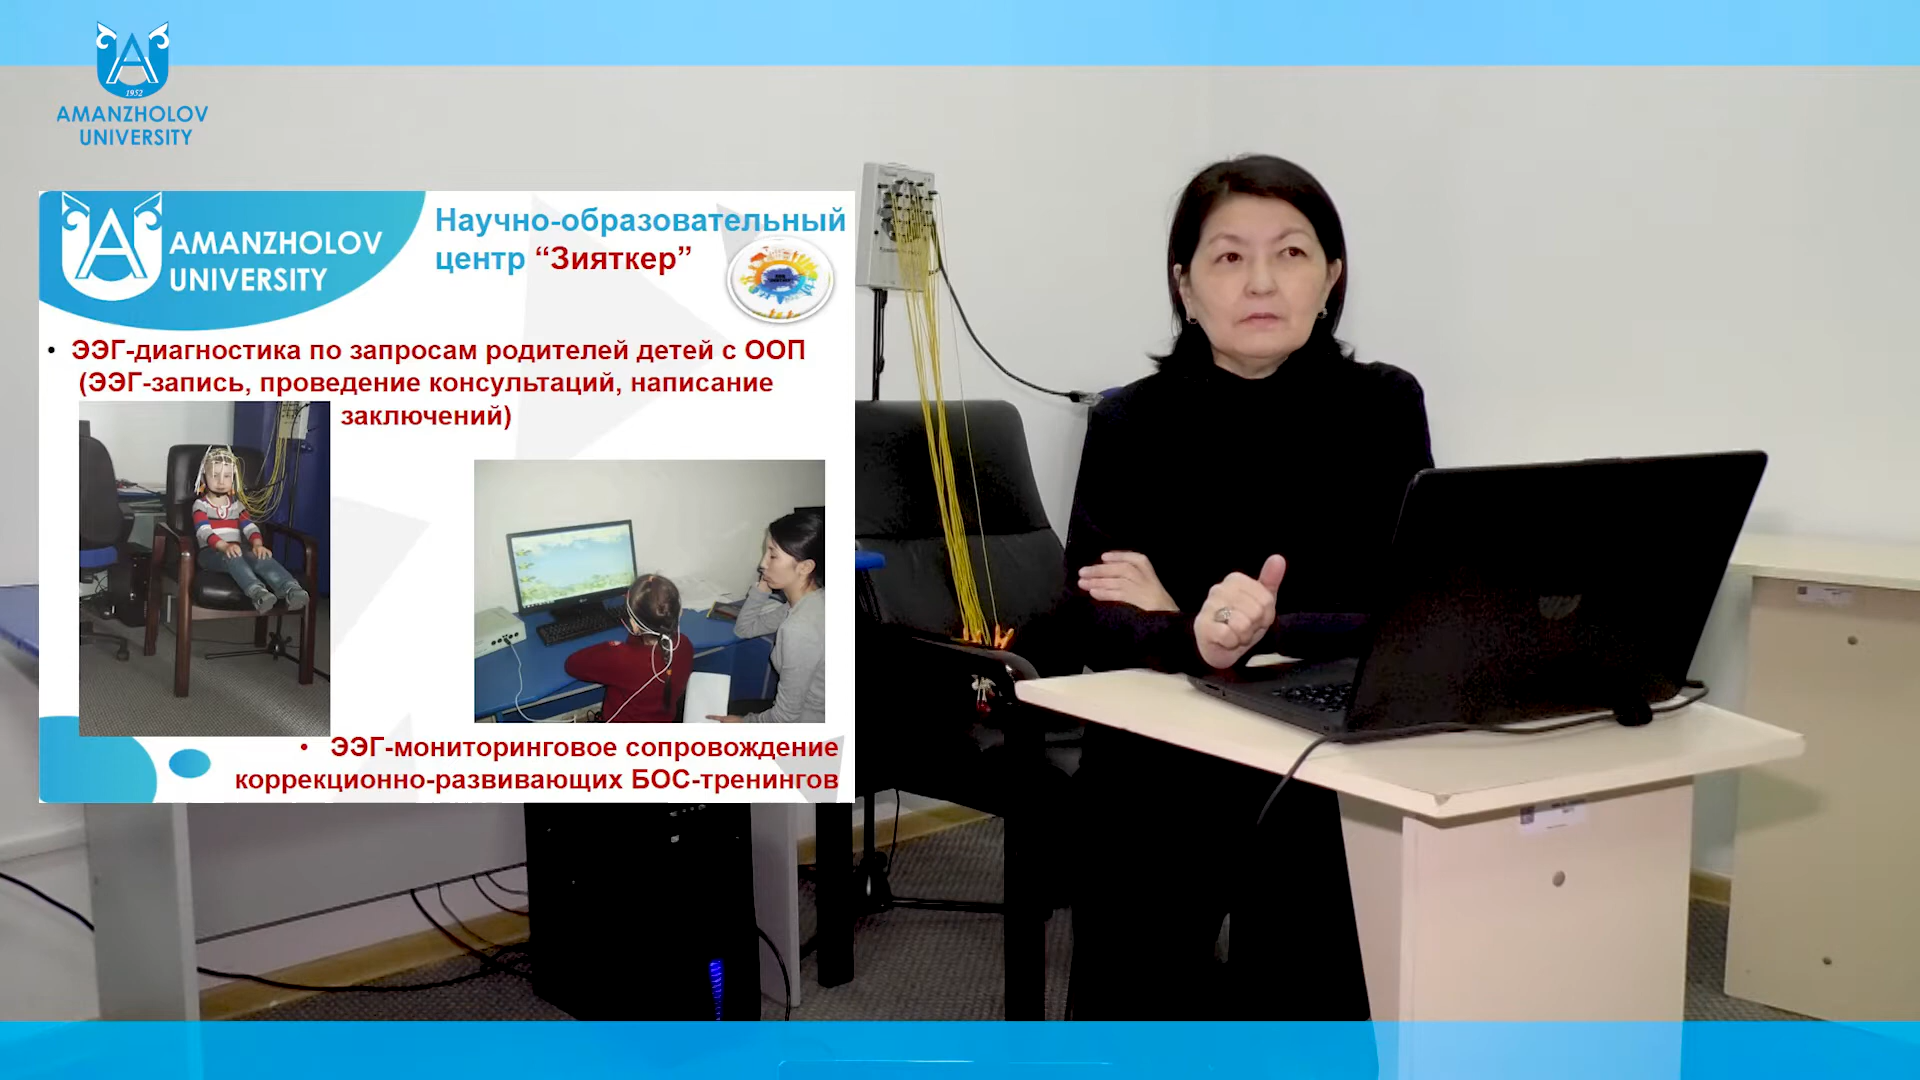 1952
AMANZHOLOV
UNIVERSITY
AMANZHOLOV
UNIVERSITY
Научно-образовательный
центр “Зияткер”
• ЭЭГ-диагностика по запросам родителей детей с ООП
(ЭЭГ-запись, проведение консультаций, написание
заключений)
• ЭЭГ-мониторинговое сопровождение
коррекционно-развивающих БОС-тренингов